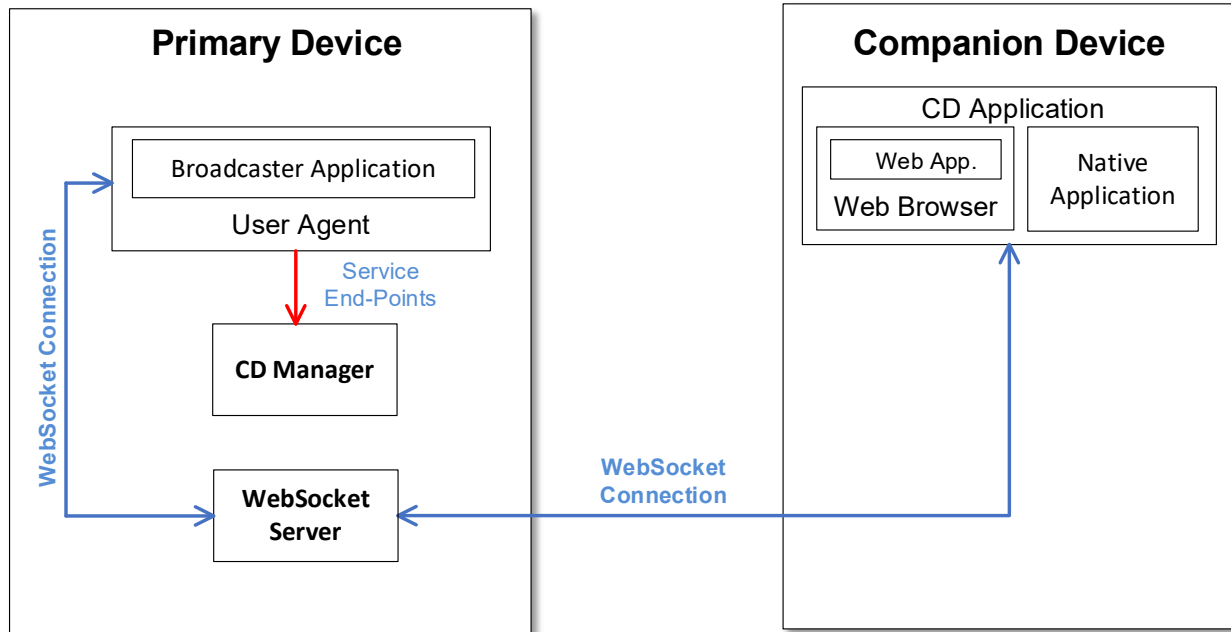 Primary Device
Broadcaster Application
User Agent
Service
End-Points
CD Manager
WebSocket Connection
WebSocket
Server
WebSocket
Connection
Companion Device
CD Application
Web App.
Web Browser
Native
Application